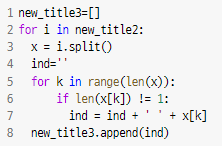 1 new_title3=[]
2 for i in new_title2:
3   x = i.split()
4   ind=''
5   for k in range(len(x)):
6       if len(x[k]) != 1:
7         ind = ind + ' ' + x[k]
8   new_title3.append(ind)